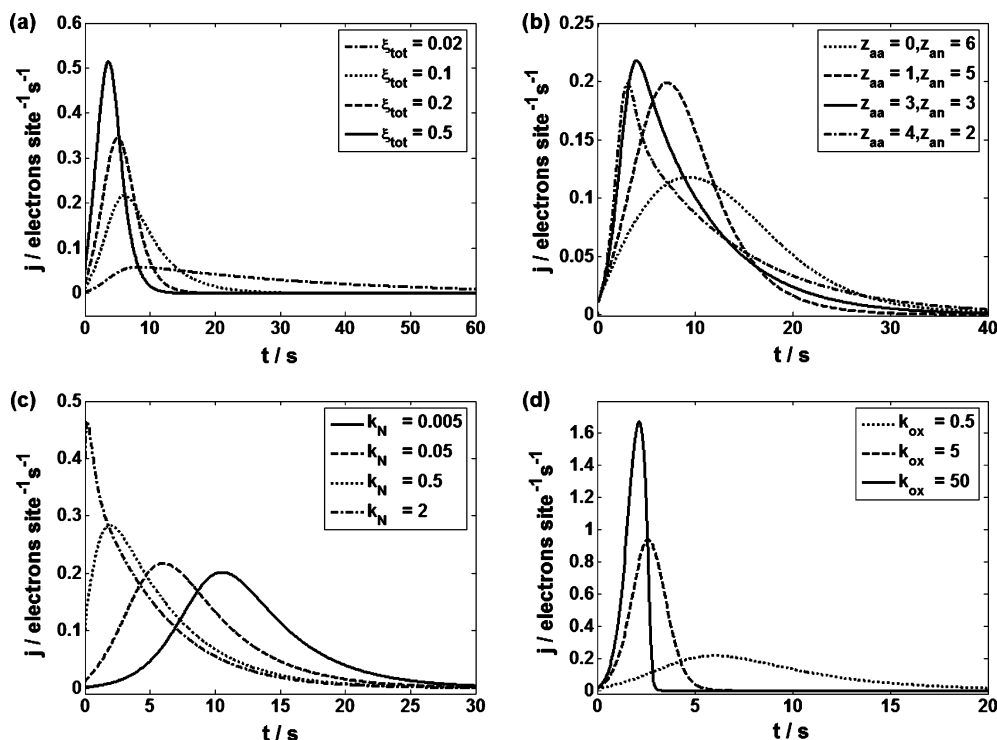 (a)
j / electrons site⁻¹s⁻¹
0.6
0.5
0.4
0.3
0.2
0.1
0
ξtot = 0.02
ξtot = 0.1
ξtot = 0.2
ξtot = 0.5
0 10 20 30 40 50 60
t / s
(b)
j / electrons site⁻¹s⁻¹
0.25
0.20
0.15
0.10
0.05
0
zaa = 0,zan = 6
zaa = 1,zan = 5
zaa = 3,zan = 3
zaa = 4,zan = 2
0 10 20 30 40
t / s
(c)
j / electrons site⁻¹s⁻¹
0.5
0.4
0.3
0.2
0.1
0
kN = 0.005
kN = 0.05
kN = 0.5
kN = 2
0 5 10 15 20 25 30
t / s
(d)
j / electrons site⁻¹s⁻¹
1.6
1.4
1.2
1.0
0.8
0.6
0.4
0.2
0
kox = 0.5
kox = 5
kox = 50
0 5 10 15 20
t / s